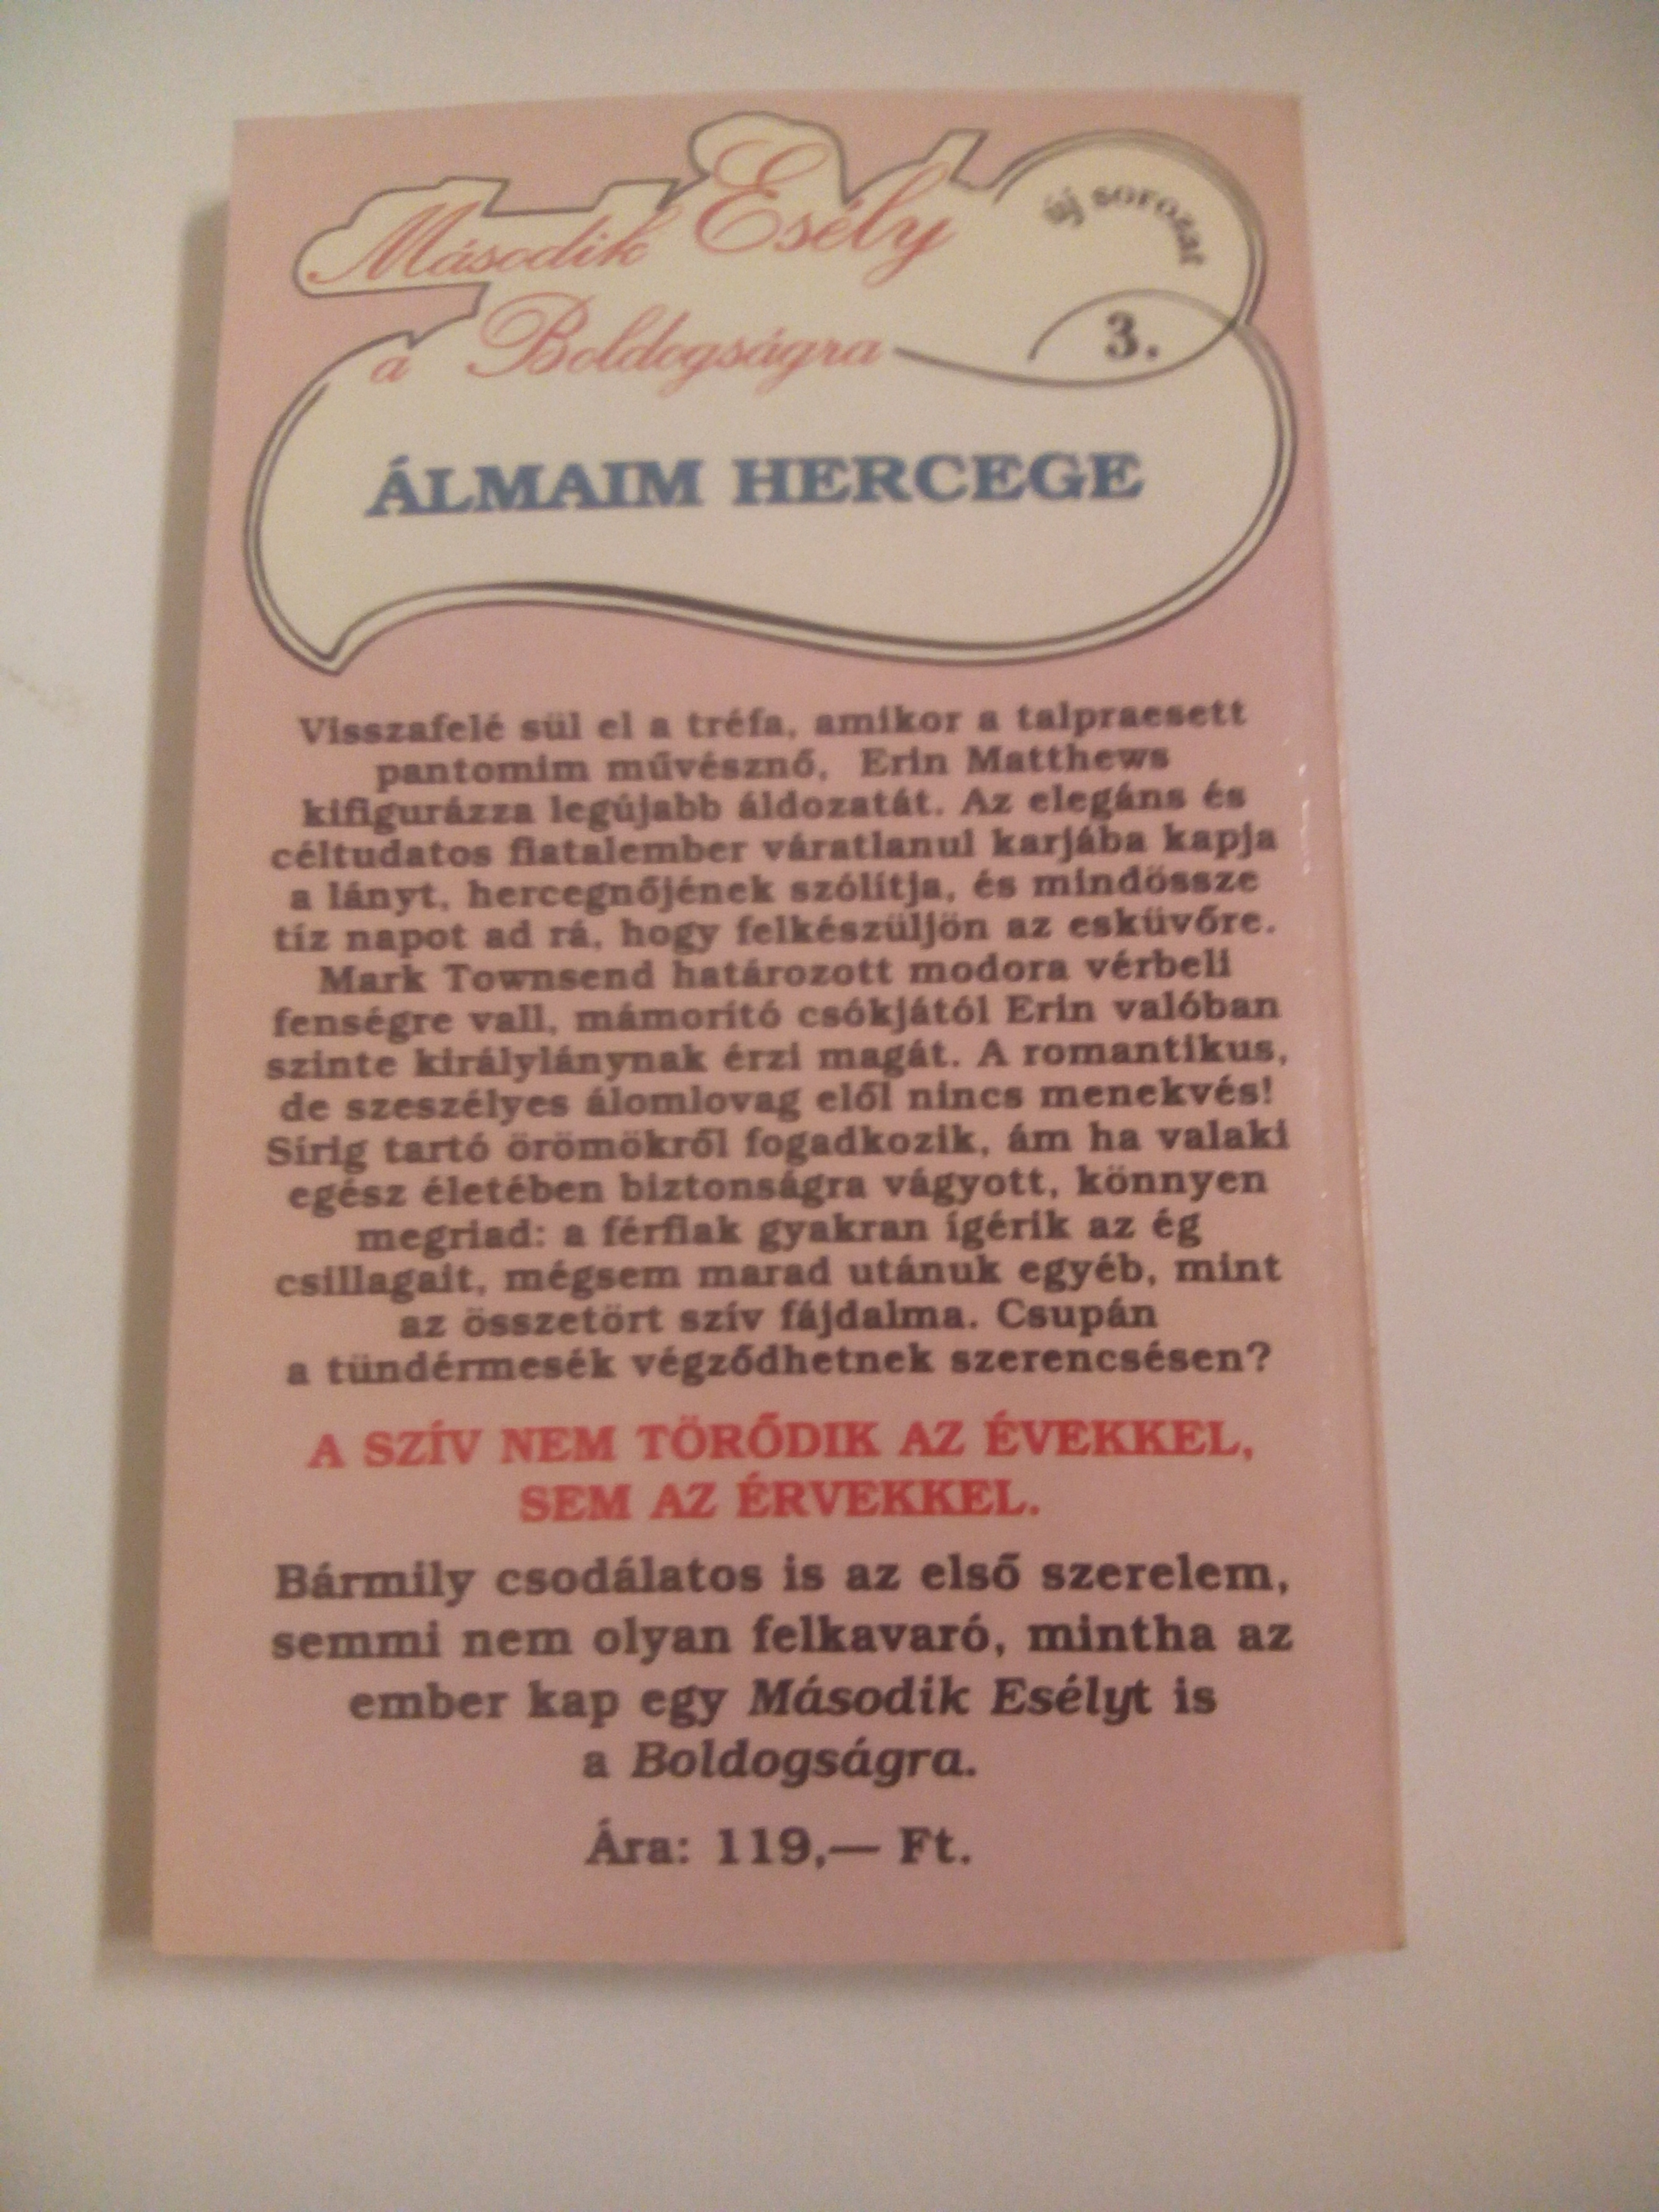 Második Esély
a Boldogságra
új sorozat
3.
ÁLMAIM HERCEGE
Visszafelé sül el a tréfa, amikor a talpraesett
pantomim művésznő, Erin Matthews
kifigurázza legújabb áldozatát. Az elegáns és
céltudatos fiatalember váratlanul karjába kapja
a lányt, hercegnőjének szólítja, és mindössze
tíz napot ad rá, hogy felkészüljön az esküvőre.
Mark Townsend határozott modora vérbeli
fenségre vall, mámorító csókjától Erin valóban
szinte királylánynak érzi magát. A romantikus,
de szeszélyes álomlovag elől nincs menekvés!
Sírig tartó örömökről fogadkozik, ám ha valaki
egész életében biztonságra vágyott, könnyen
megriad: a férfiak gyakran ígérik az ég
csillagait, mégsem marad utánuk egyéb, mint
az összetört szív fájdalma. Csupán
a tündérmesék végződhetnek szerencsésen?
A SZÍV NEM TÖRŐDIK AZ ÉVEKKEL,
SEM AZ ÉRVEKKEL.
Bármily csodálatos is az első szerelem,
semmi nem olyan felkavaró, mintha az
ember kap egy Második Esélyt is
a Boldogságra.
Ára: 119,— Ft.